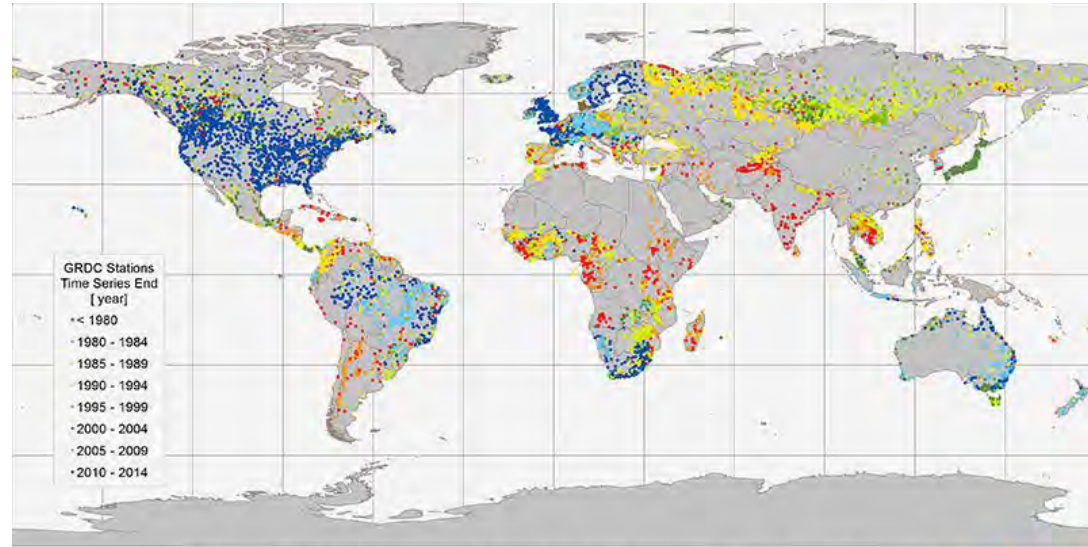 GRDC Stations
Time Series End
[ year]
< 1980
1980 - 1984
1985 - 1989
1990 - 1994
1995 - 1999
2000 - 2004
2005 - 2009
2010 - 2014